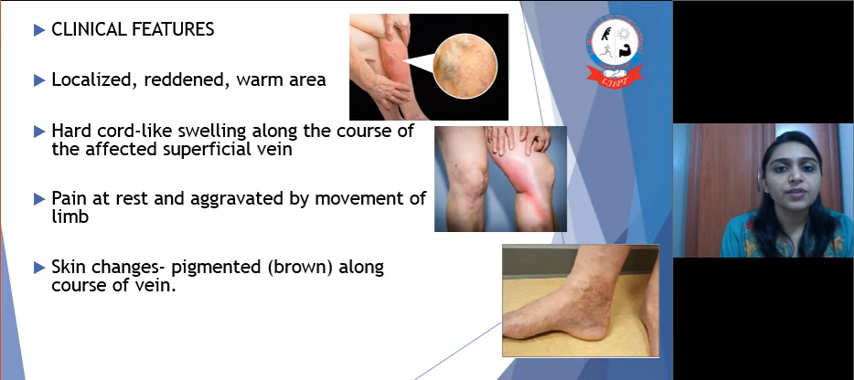 CLINICAL FEATURES
Localized, reddened, warm area
Hard cord-like swelling along the course of
the affected superficial vein
Pain at rest and aggravated by movement of
limb
Skin changes- pigmented (brown) along
course of vein.